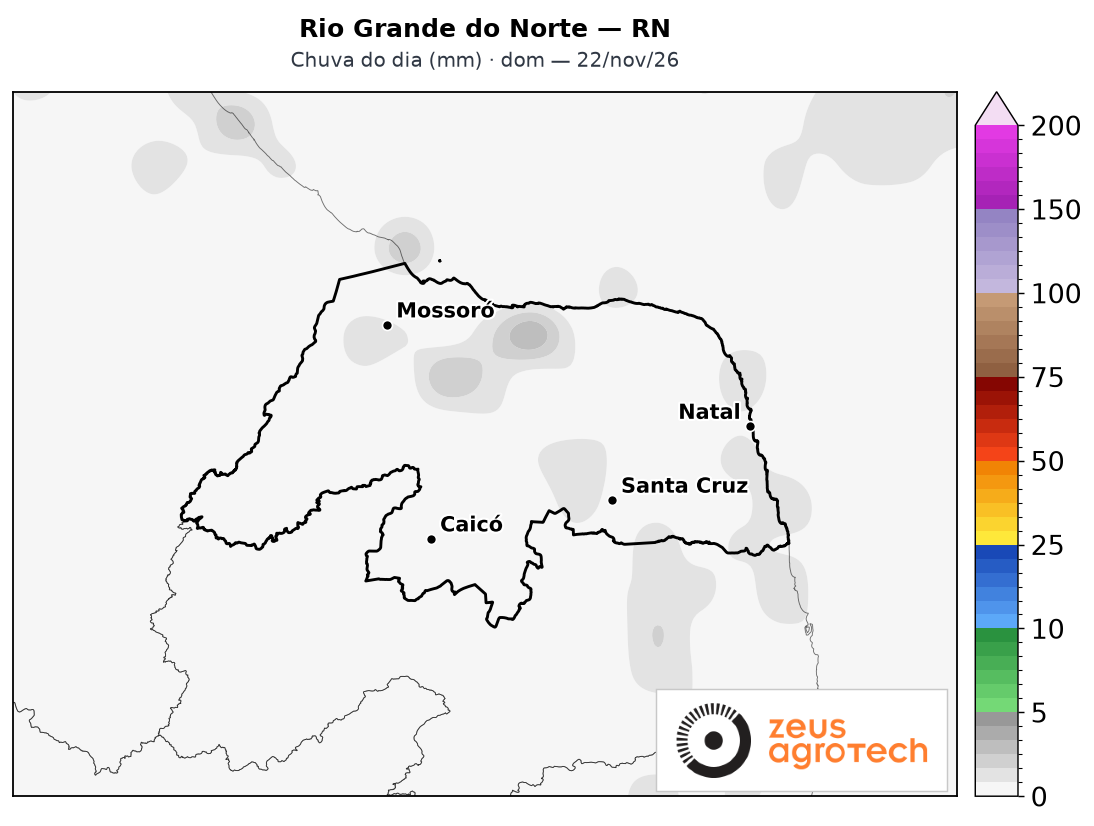 Rio Grande do Norte — RN
Chuva do dia (mm) · dom — 22/nov/26
Mossoró
Natal
Santa Cruz
Caicó
200
150
100
75
50
25
10
5
0
zeus
agrotech